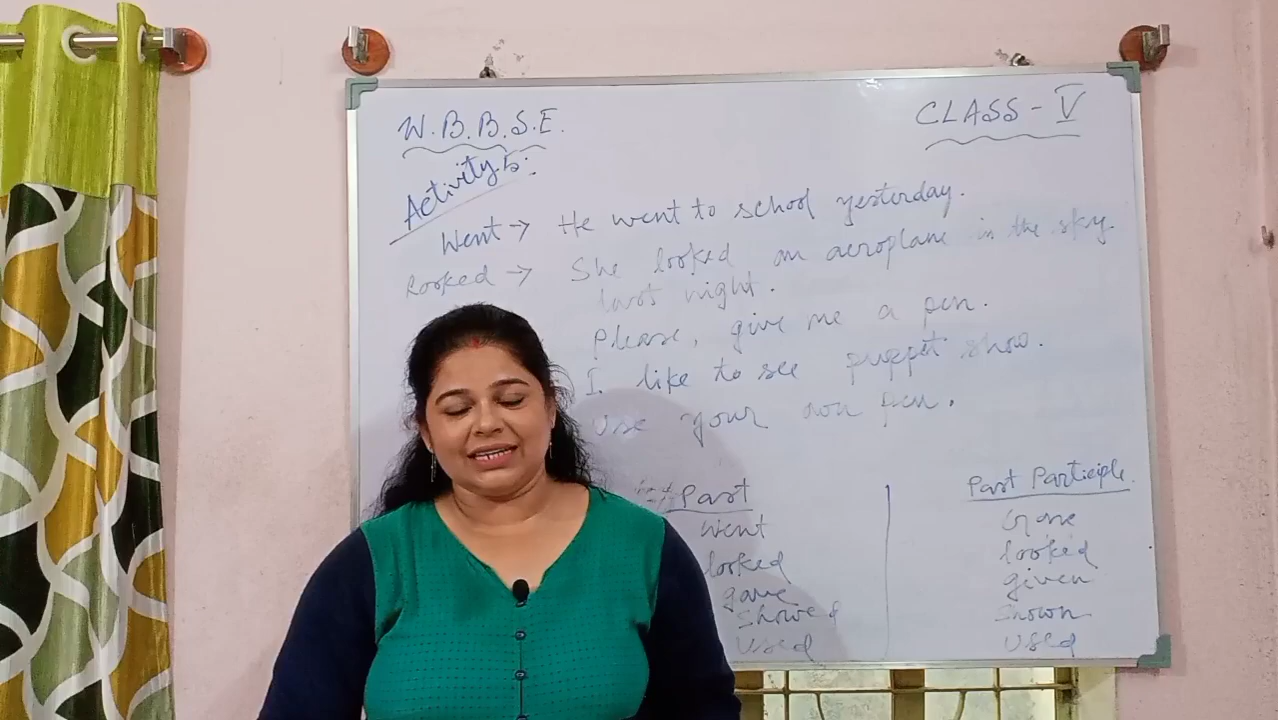 W.B.B.S.E.
CLASS - V
Activity 5:
Went → He went to school yesterday.
Looked → She looked an aeroplane in the sky.
last night.
Please, give me a pen.
I like to see puppet show.
Use your own pen.
Past
Past Participle.
went
Gone
looked
looked
gave
given
showed
shown
used
used